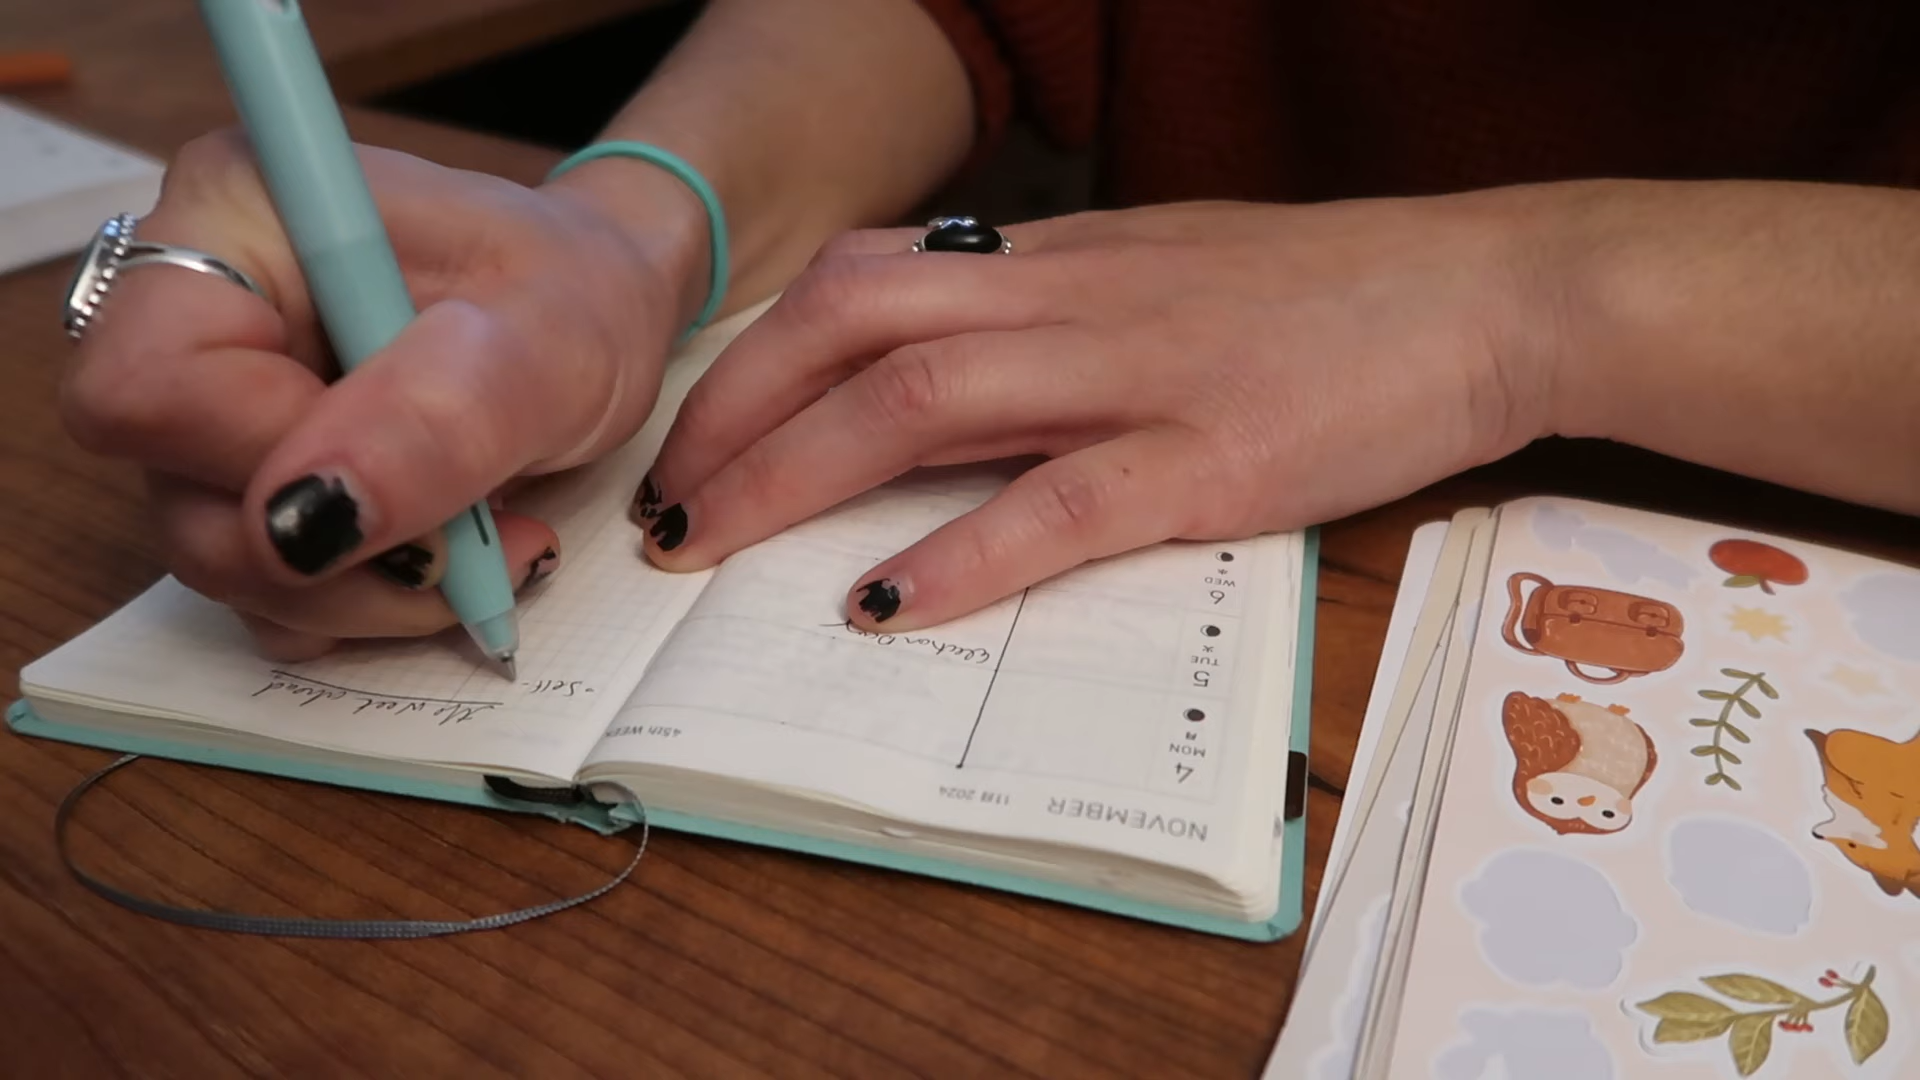 The week ahead
• Self-
NOVEMBER 11月 2024
45th WEEK
4 MON 月
5 TUE 火
Election Day
6 WED 水